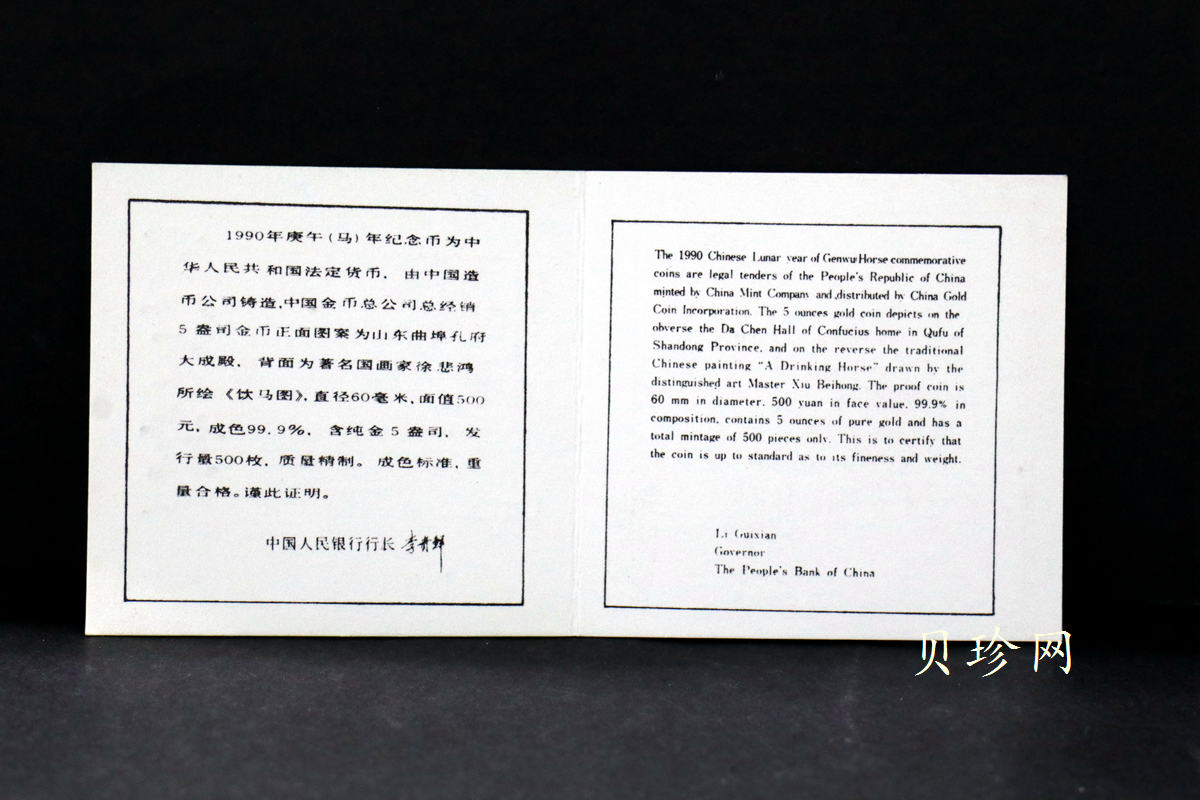 1990年庚午(马)年纪念币为中
华人民共和国法定货币，由中国造
币公司铸造,中国金币总公司总经销
5盎司金币正面图案为山东曲埠孔府
大成殿，背面为著名国画家徐悲鸿
所绘《饮马图》,直径60毫米,面值500
元,成色99.9%，含纯金5盎司，发
行量500枚，质量精制。成色标准,重
量合格。谨此证明。
中国人民银行行长 李贵鲜
The 1990 Chinese Lunar year of Genwu/Horse commemorative
coins are legal tenders of the People's Republic of China
minted by China Mint Company and distributed by China Gold
Coin Incorporation. The 5 ounces gold coin depicts on the
obverse the Da Chen Hall of Confucius home in Qufu of
Shandong Province, and on the reverse the traditional
Chinese painting "A Drinking Horse" drawn by the
distinguished art Master Xiu Beihong. The proof coin is
60 mm in diameter, 500 yuan in face value, 99.9% in
composition, contains 5 ounces of pure gold and has a
total mintage of 500 pieces only. This is to certify that
the coin is up to standard as to its fineness and weight.
Li Guixian
Governor
The People's Bank of China
贝珍网